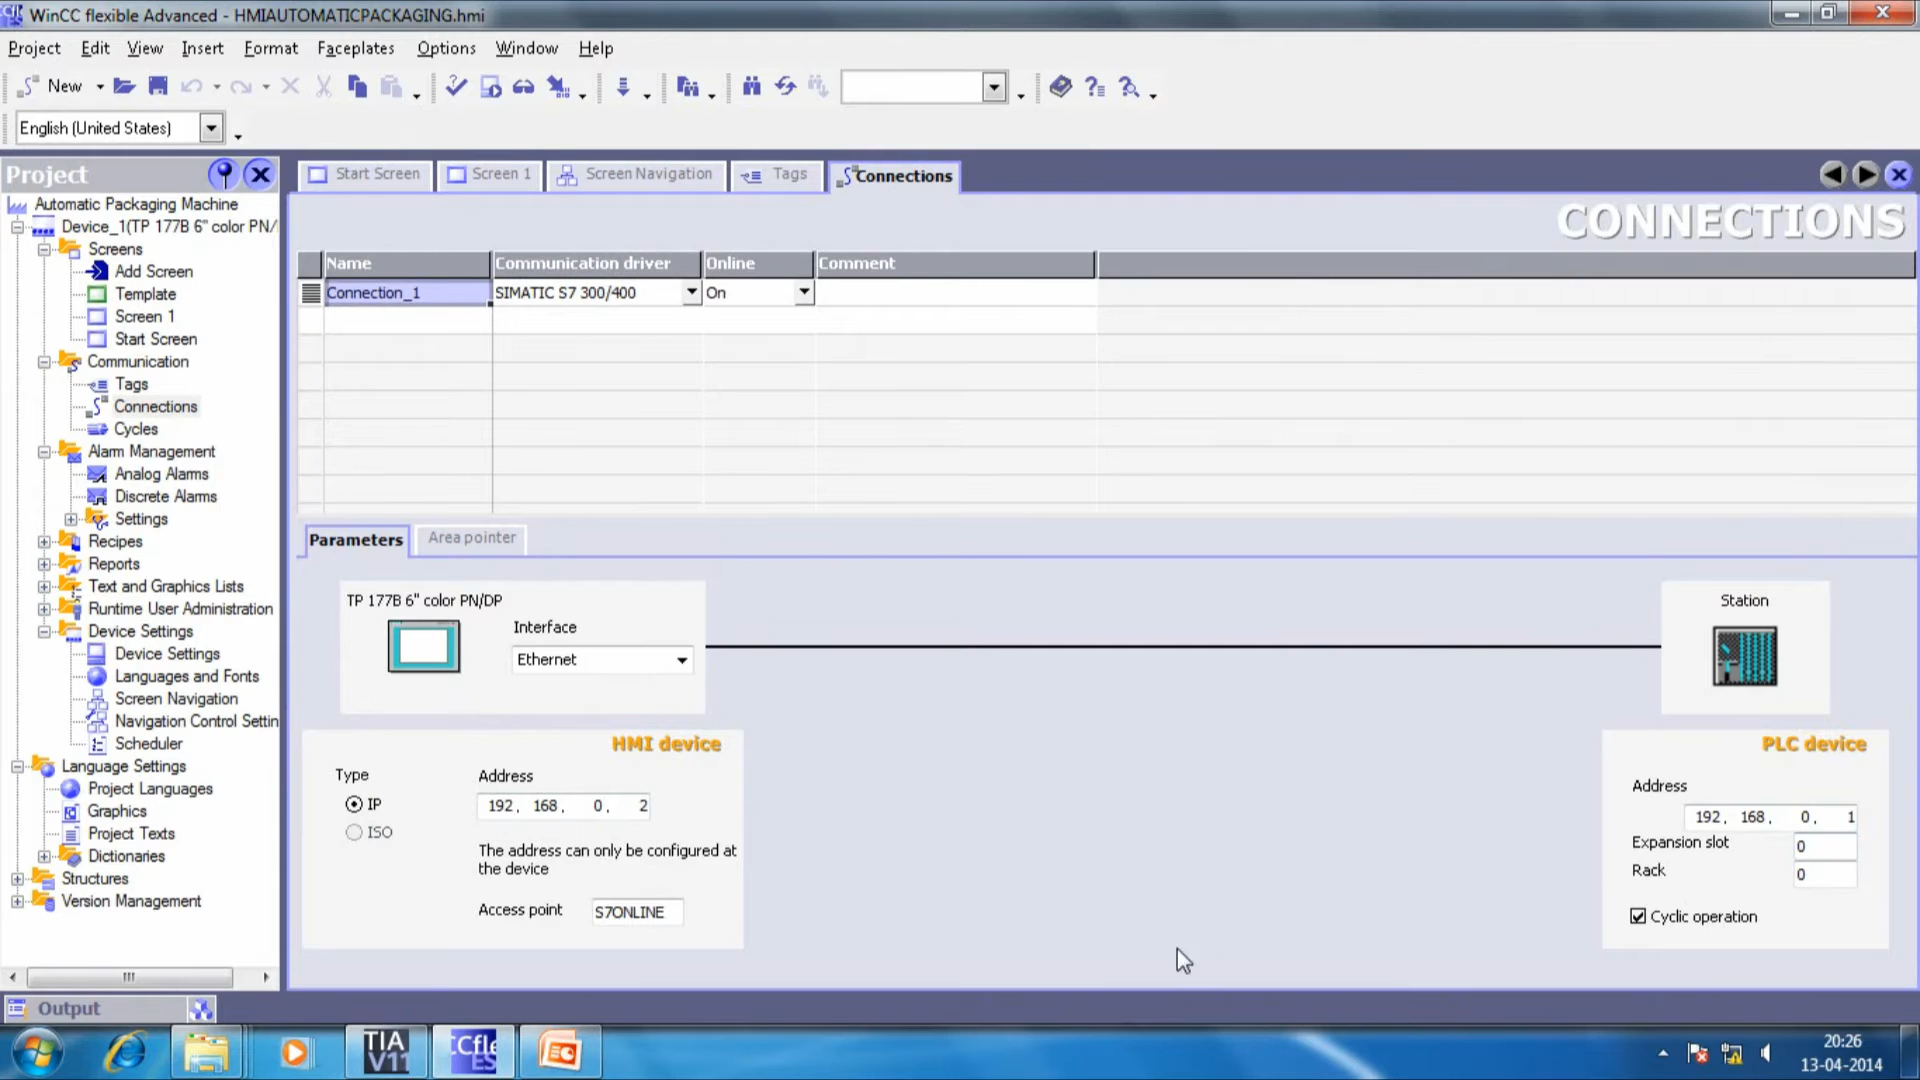 WinCC flexible Advanced - HMIAUTOMATICPACKAGING.hmi
Project Edit View Insert Format Faceplates Options Window Help
New
English (United States)
Project
Automatic Packaging Machine
Device_1(TP 177B 6" color PN/
Screens
Add Screen
Template
Screen 1
Start Screen
Communication
Tags
Connections
Cycles
Alarm Management
Analog Alarms
Discrete Alarms
Settings
Recipes
Reports
Text and Graphics Lists
Runtime User Administration
Device Settings
Device Settings
Languages and Fonts
Screen Navigation
Navigation Control Settin
Scheduler
Language Settings
Project Languages
Graphics
Project Texts
Dictionaries
Structures
Version Management
Start Screen Screen 1 Screen Navigation Tags Connections
CONNECTIONS
Name Communication driver Online Comment
Connection_1 SIMATIC S7 300/400 On
Parameters Area pointer
TP 177B 6" color PN/DP
Interface
Ethernet
Station
HMI device
Type Address
IP 192, 168, 0, 2
ISO
The address can only be configured at
the device
Access point S7ONLINE
PLC device
Address
192, 168, 0, 1
Expansion slot 0
Rack 0
Cyclic operation
Output
TIA
V11
CCfle
ES
20:26
13-04-2014